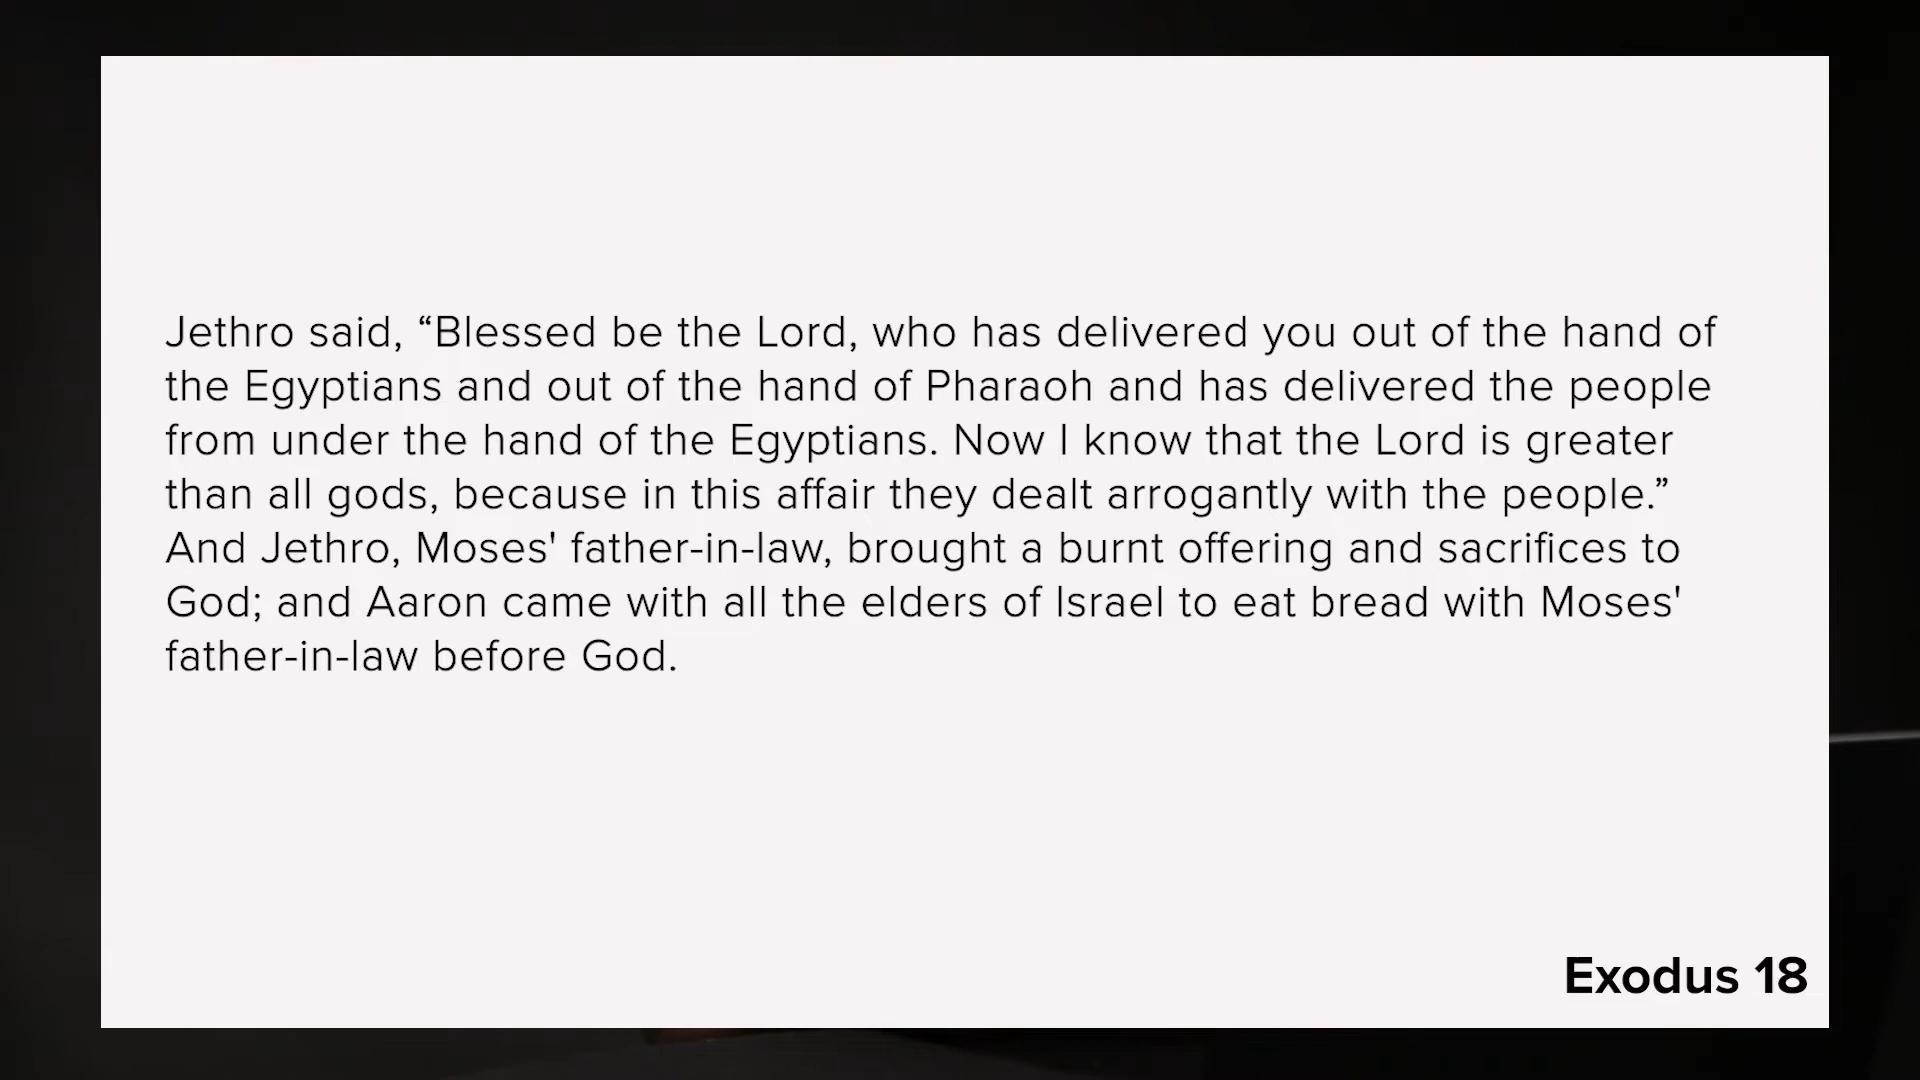 Jethro said, “Blessed be the Lord, who has delivered you out of the hand of
the Egyptians and out of the hand of Pharaoh and has delivered the people
from under the hand of the Egyptians. Now I know that the Lord is greater
than all gods, because in this affair they dealt arrogantly with the people.”
And Jethro, Moses' father-in-law, brought a burnt offering and sacrifices to
God; and Aaron came with all the elders of Israel to eat bread with Moses'
father-in-law before God.
Exodus 18